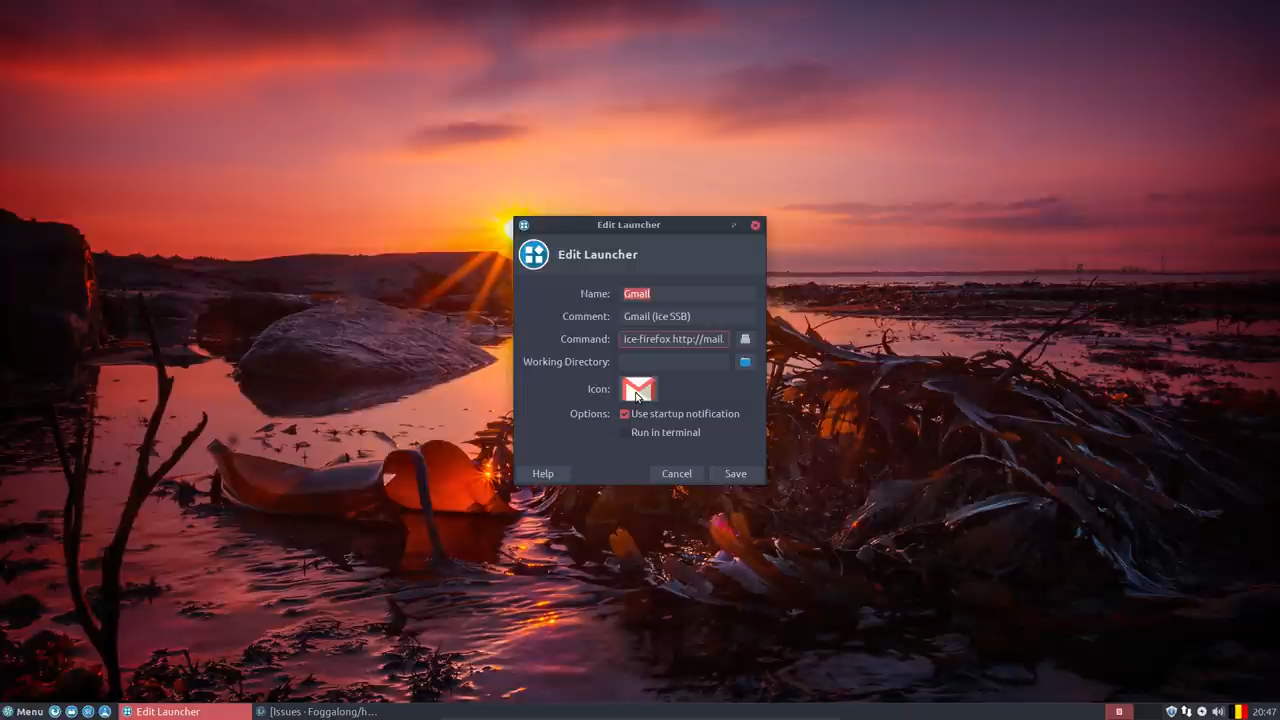 Edit Launcher
Edit Launcher
Name: Gmail
Comment: Gmail (Ice SSB)
Command: ice-firefox http://mail.
Working Directory:
Icon:
Options: Use startup notification
Run in terminal
Help Cancel Save
Menu Edit Launcher [Issues · Foggalong/h... 20:47